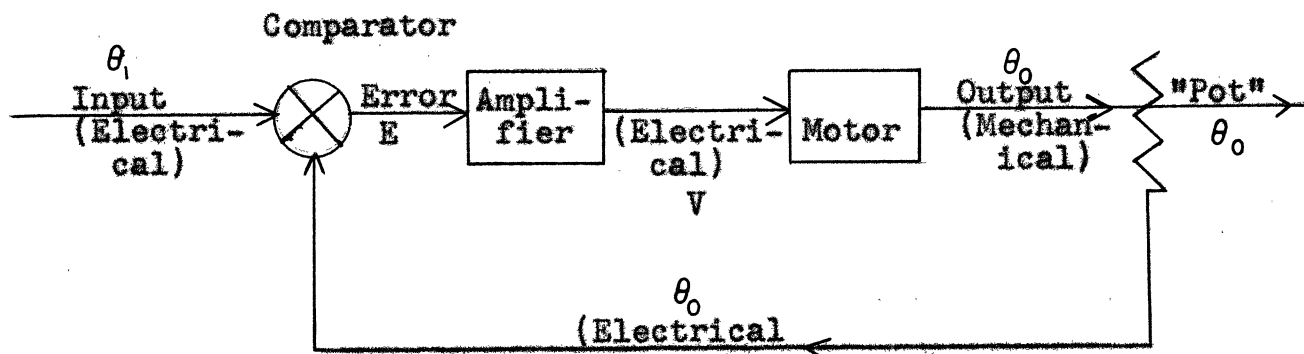 Comparator
θ₁
Input
(Electri-
cal)
Error
E
Ampli-
fier
(Electri-
cal)
V
Motor
θ₀
Output
(Mechan-
ical)
"Pot"
θ₀
θ₀
(Electrical